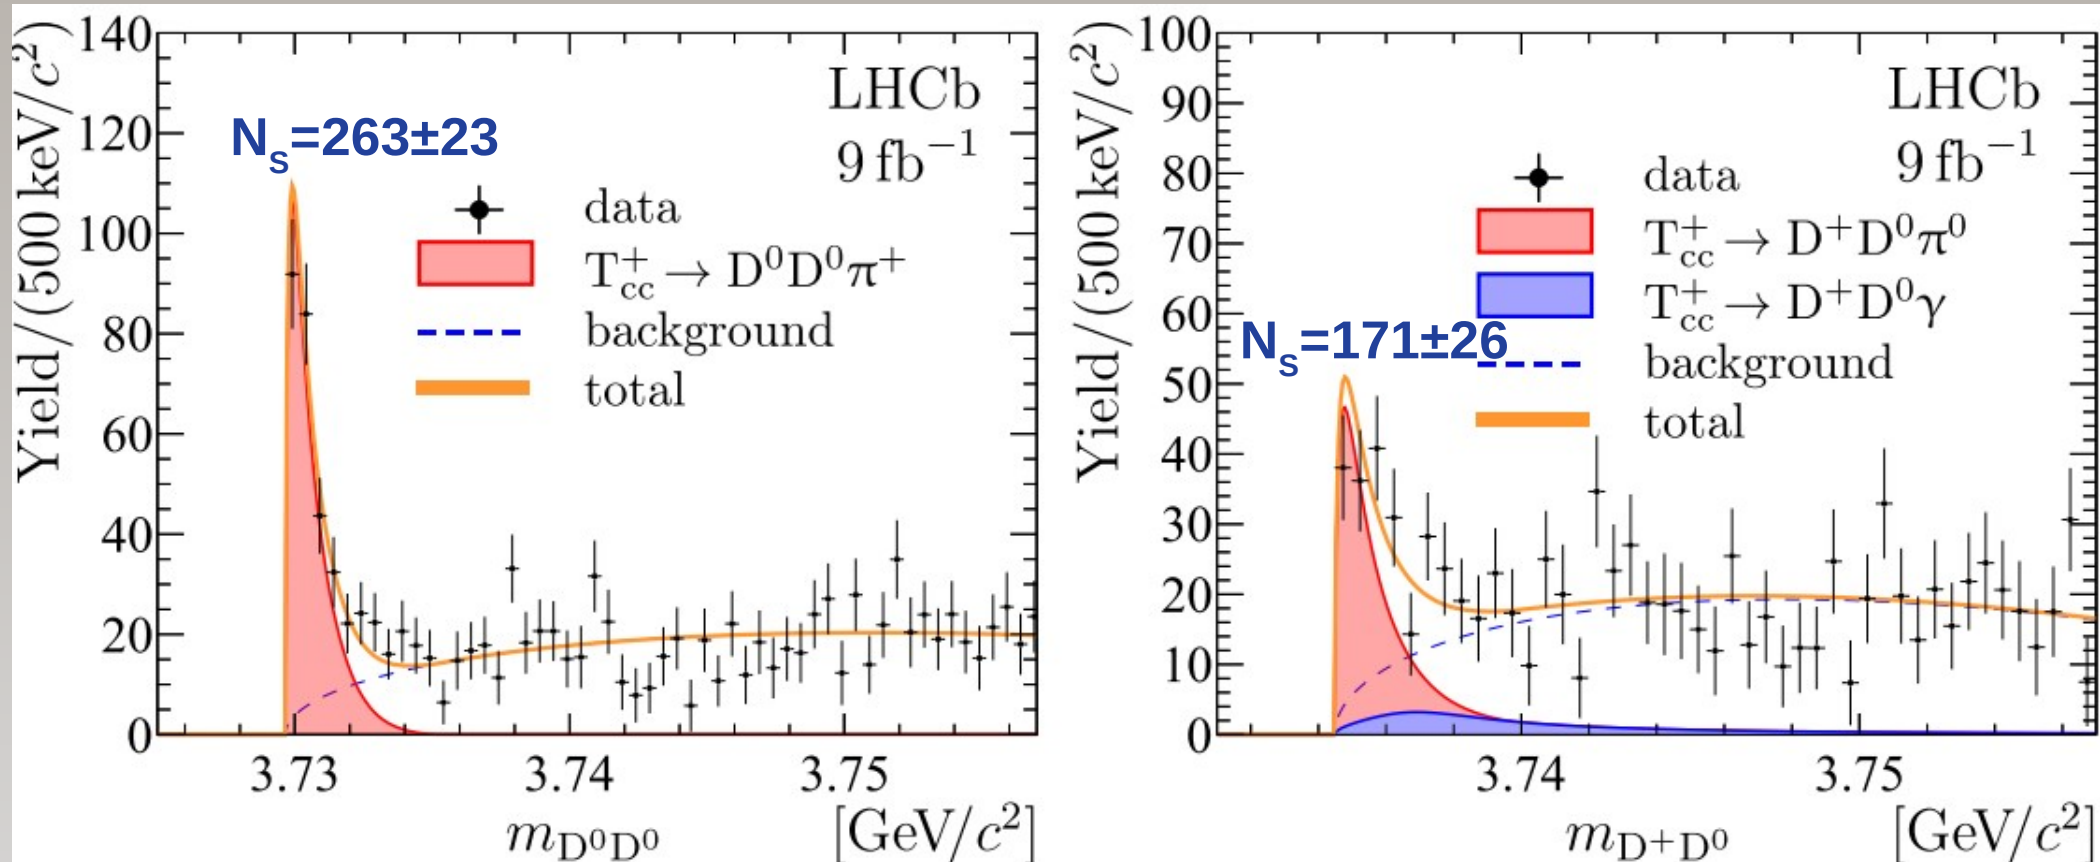 Yield/(500 keV/c²)
140
120
100
80
60
40
20
0
LHCb
9 fb⁻¹
Nₛ=263±23
data
T⁺cc → D⁰D⁰π⁺
background
total
3.73 3.74 3.75
m D⁰D⁰ [GeV/c²]
Yield/(500 keV/c²)
100
90
80
70
60
50
40
30
20
10
0
LHCb
9 fb⁻¹
data
T⁺cc → D⁺D⁰π⁰
T⁺cc → D⁺D⁰γ
Nₛ=171±26
background
total
3.74 3.75
m D+D⁰ [GeV/c²]